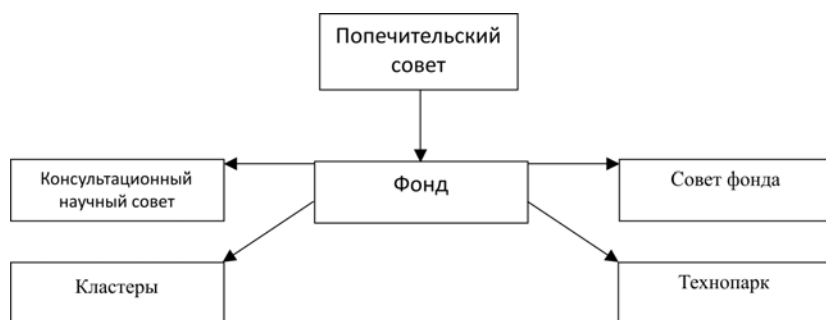 Попечительский
совет
Консультационный
научный совет
Фонд
Совет фонда
Кластеры
Технопарк